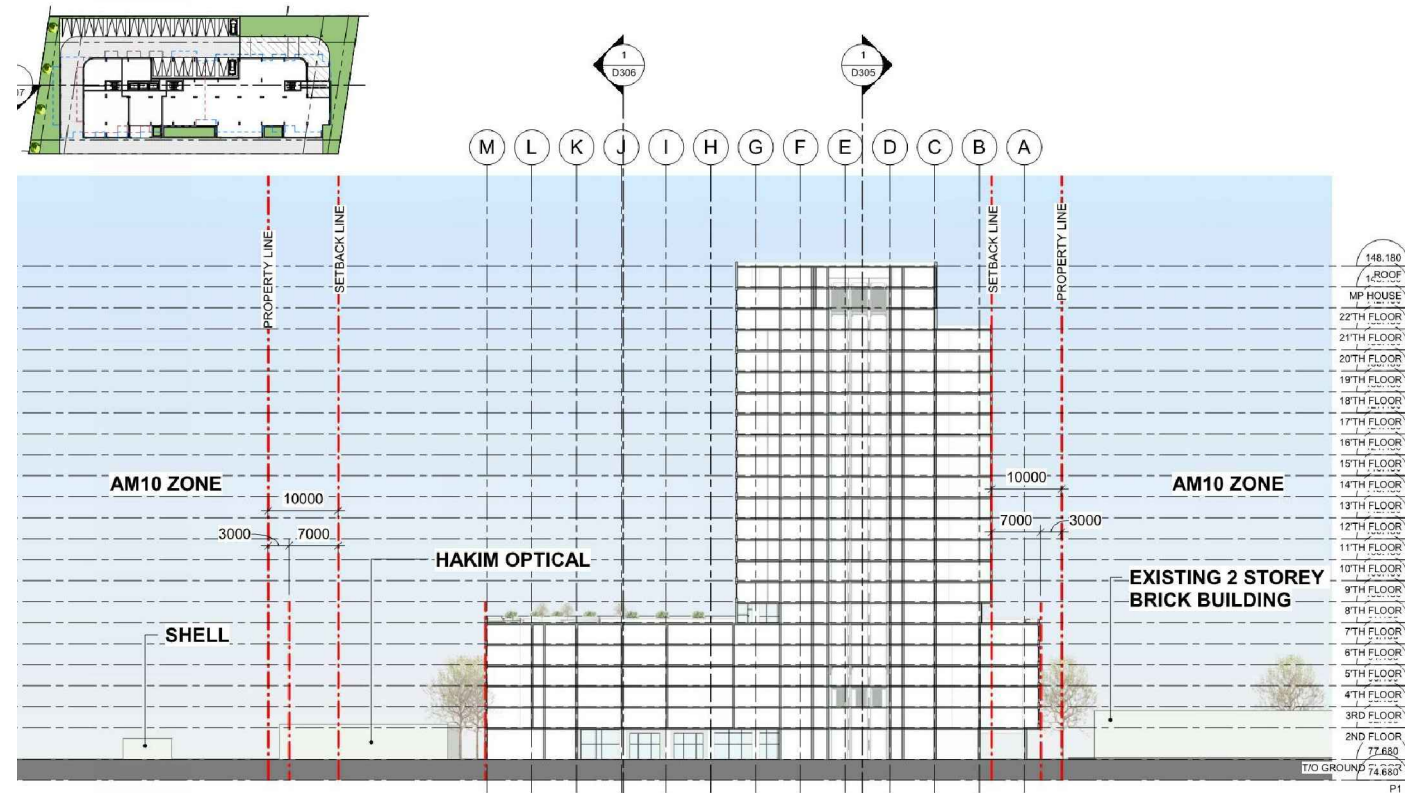 1
D306
1
D305
M
L
K
J
I
H
G
F
E
D
C
B
A
PROPERTY LINE
SETBACK LINE
SETBACK LINE
PROPERTY LINE
148.180
ROOF
MP HOUSE
22'TH FLOOR
21'TH FLOOR
20'TH FLOOR
19'TH FLOOR
18'TH FLOOR
17'TH FLOOR
16'TH FLOOR
15'TH FLOOR
14'TH FLOOR
13'TH FLOOR
12'TH FLOOR
11'TH FLOOR
10'TH FLOOR
9'TH FLOOR
8'TH FLOOR
7'TH FLOOR
6'TH FLOOR
5'TH FLOOR
4'TH FLOOR
3RD FLOOR
2ND FLOOR
77.680
T/O GROUND
74.680
P1
AM10 ZONE
10000
3000
7000
HAKIM OPTICAL
SHELL
10000
7000
3000
AM10 ZONE
EXISTING 2 STOREY
BRICK BUILDING